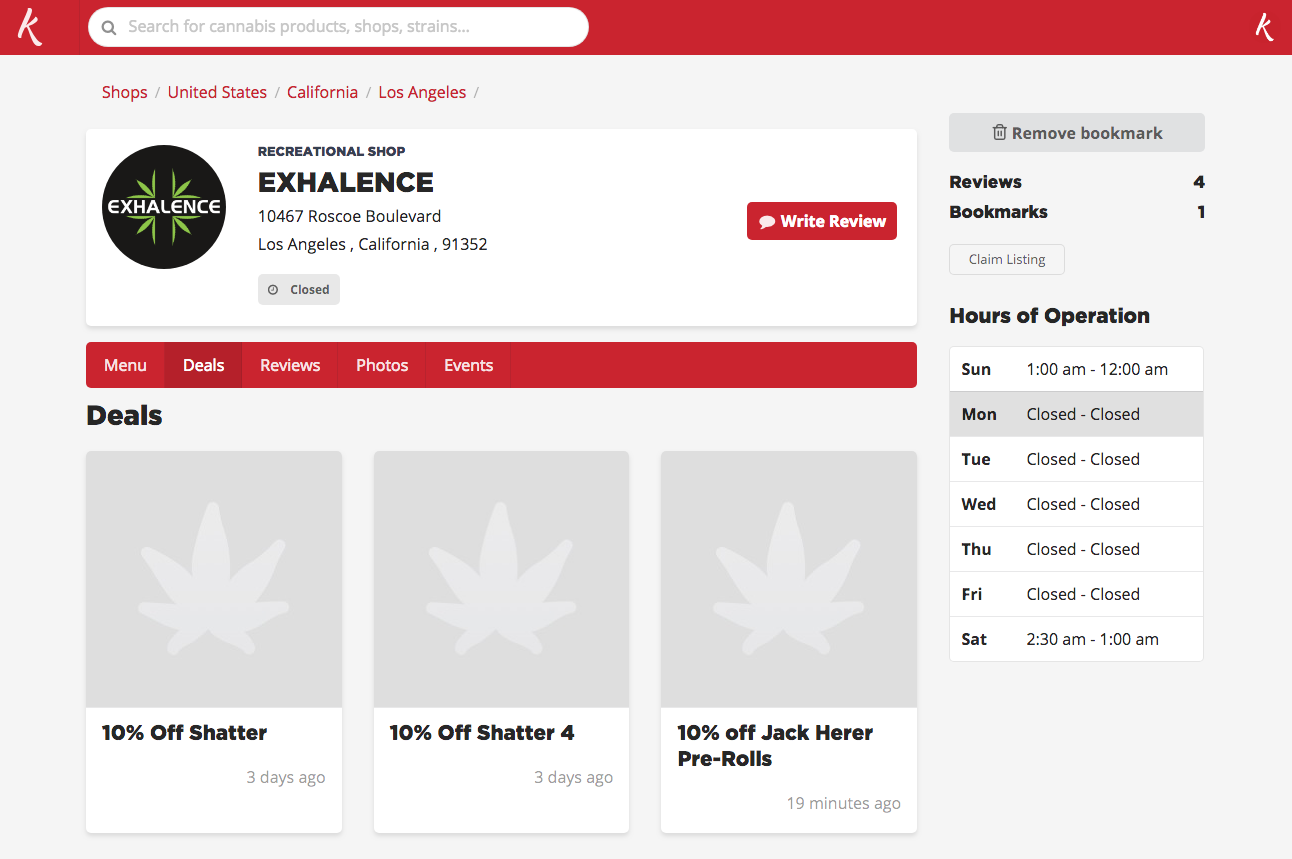 K
Search for cannabis products, shops, strains...
K
Shops / United States / California / Los Angeles /
EXHALENCE
RECREATIONAL SHOP
EXHALENCE
10467 Roscoe Boulevard
Los Angeles , California , 91352
Closed
Write Review
Remove bookmark
Reviews 4
Bookmarks 1
Claim Listing
Menu Deals Reviews Photos Events
Deals
10% Off Shatter
3 days ago
10% Off Shatter 4
3 days ago
10% off Jack Herer
Pre-Rolls
19 minutes ago
Hours of Operation
Sun 1:00 am - 12:00 am
Mon Closed - Closed
Tue Closed - Closed
Wed Closed - Closed
Thu Closed - Closed
Fri Closed - Closed
Sat 2:30 am - 1:00 am